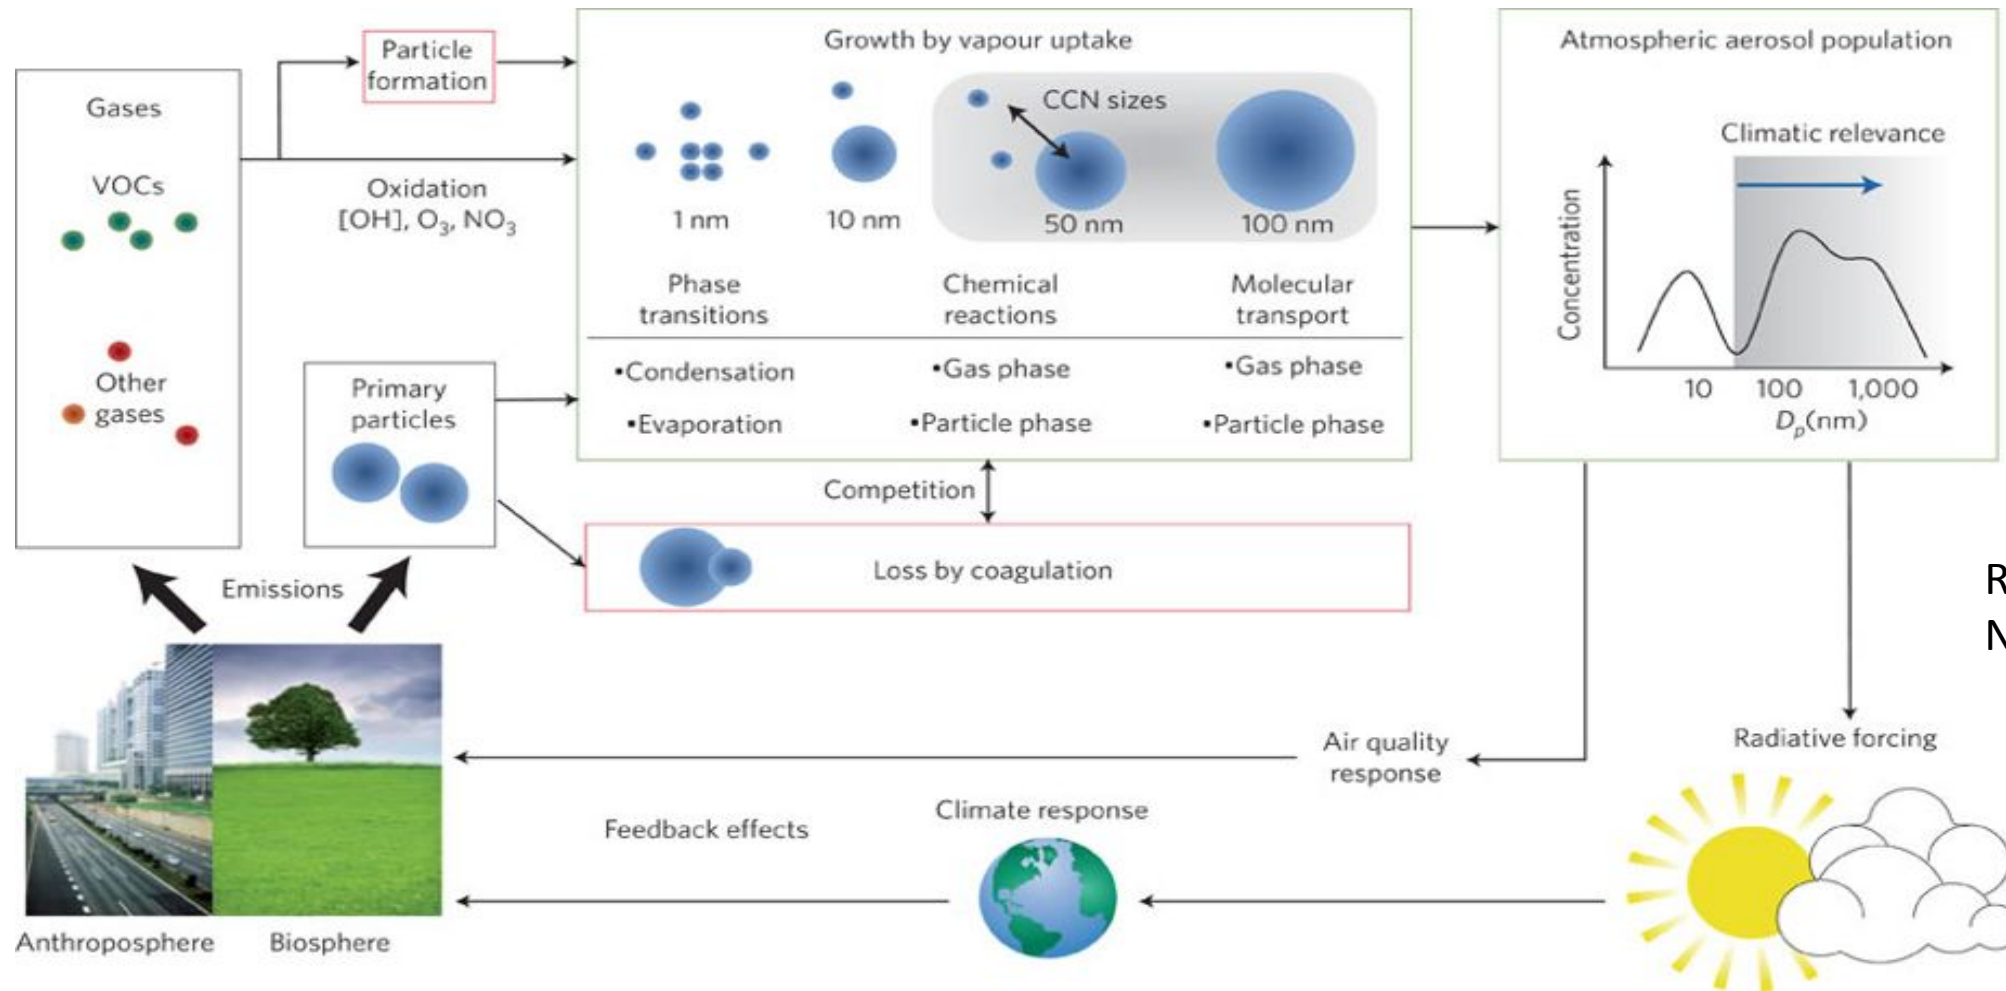 Gases
VOCs
Other
gases
Particle
formation
Oxidation
[OH], O₃, NO₃
Primary
particles
Emissions
Anthroposphere
Biosphere
Growth by vapour uptake
CCN sizes
1 nm
10 nm
50 nm
100 nm
Phase
transitions
Chemical
reactions
Molecular
transport
•Condensation
•Gas phase
•Gas phase
•Evaporation
•Particle phase
•Particle phase
Competition
Loss by coagulation
Atmospheric aerosol population
Climatic relevance
Concentration
10 100 1,000
Dₚ(nm)
R
N
Air quality
response
Radiative forcing
Climate response
Feedback effects